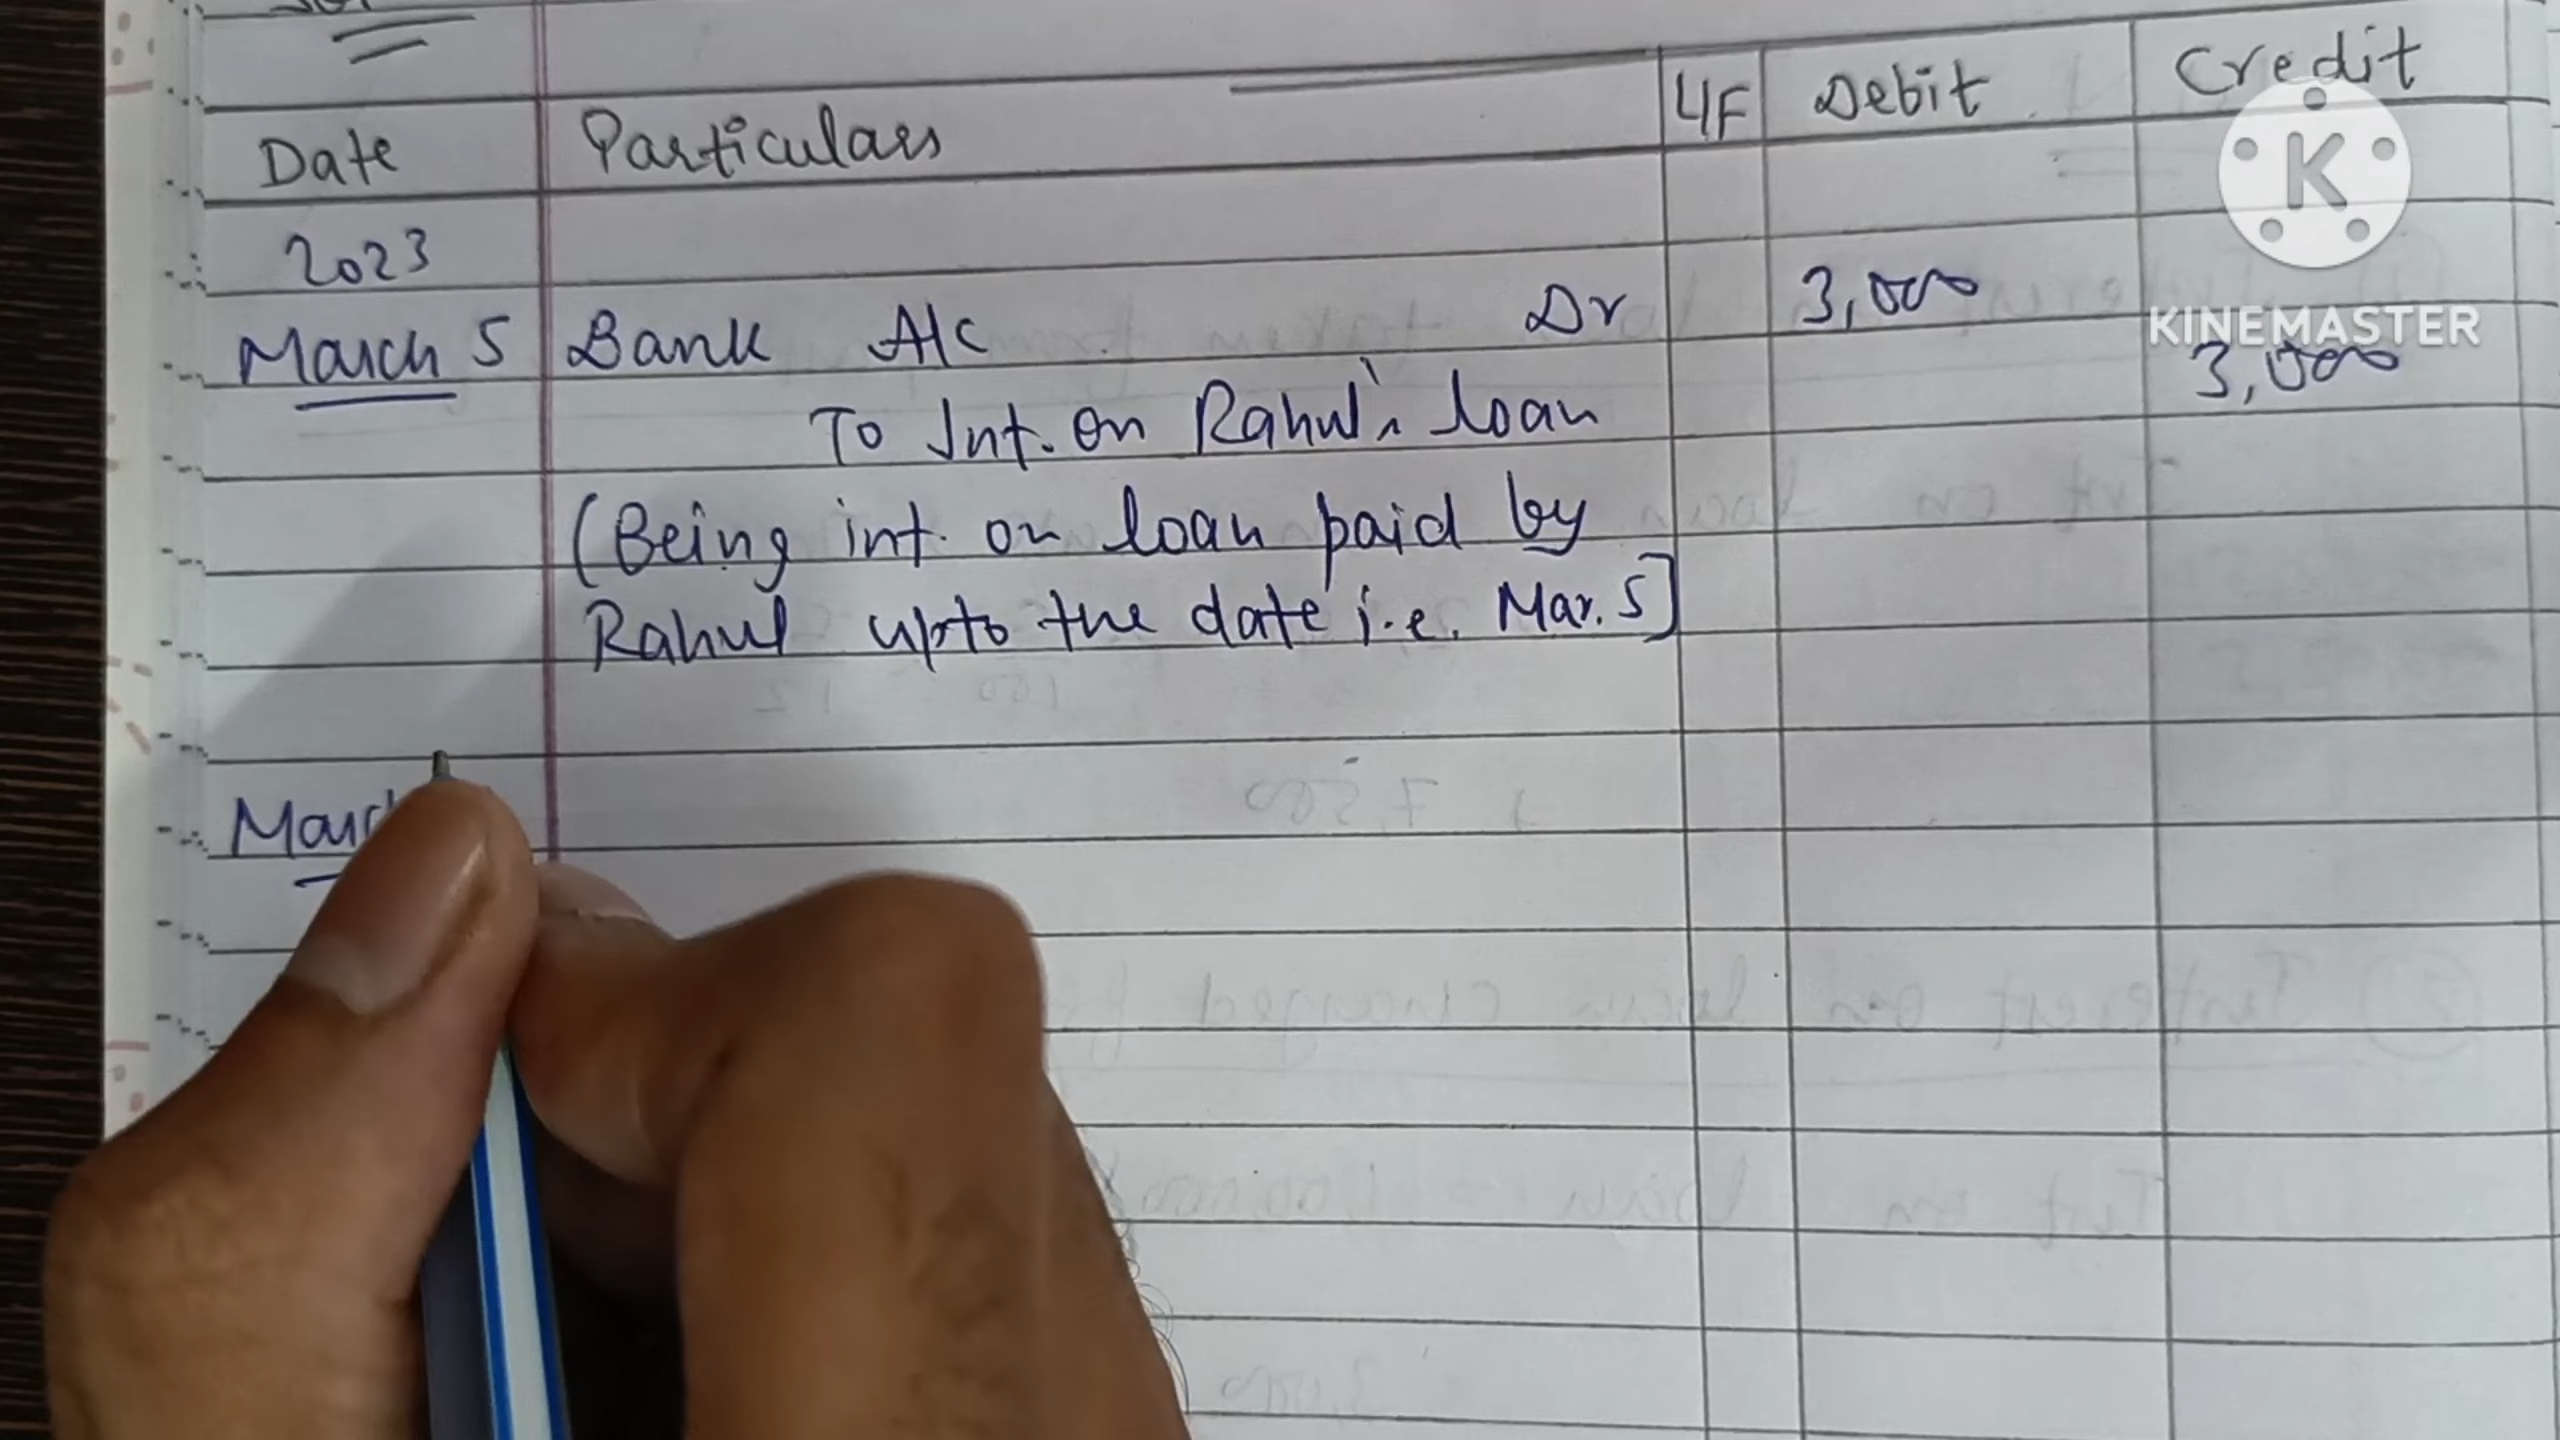 Date Particulars L/F Debit Credit
2023
March 5 Bank A/c Dr 3,000
To Int. on Rahul's loan 3,000
(Being int. on loan paid by
Rahul upto the date i.e. Mar. 5]
K
KINEMASTER